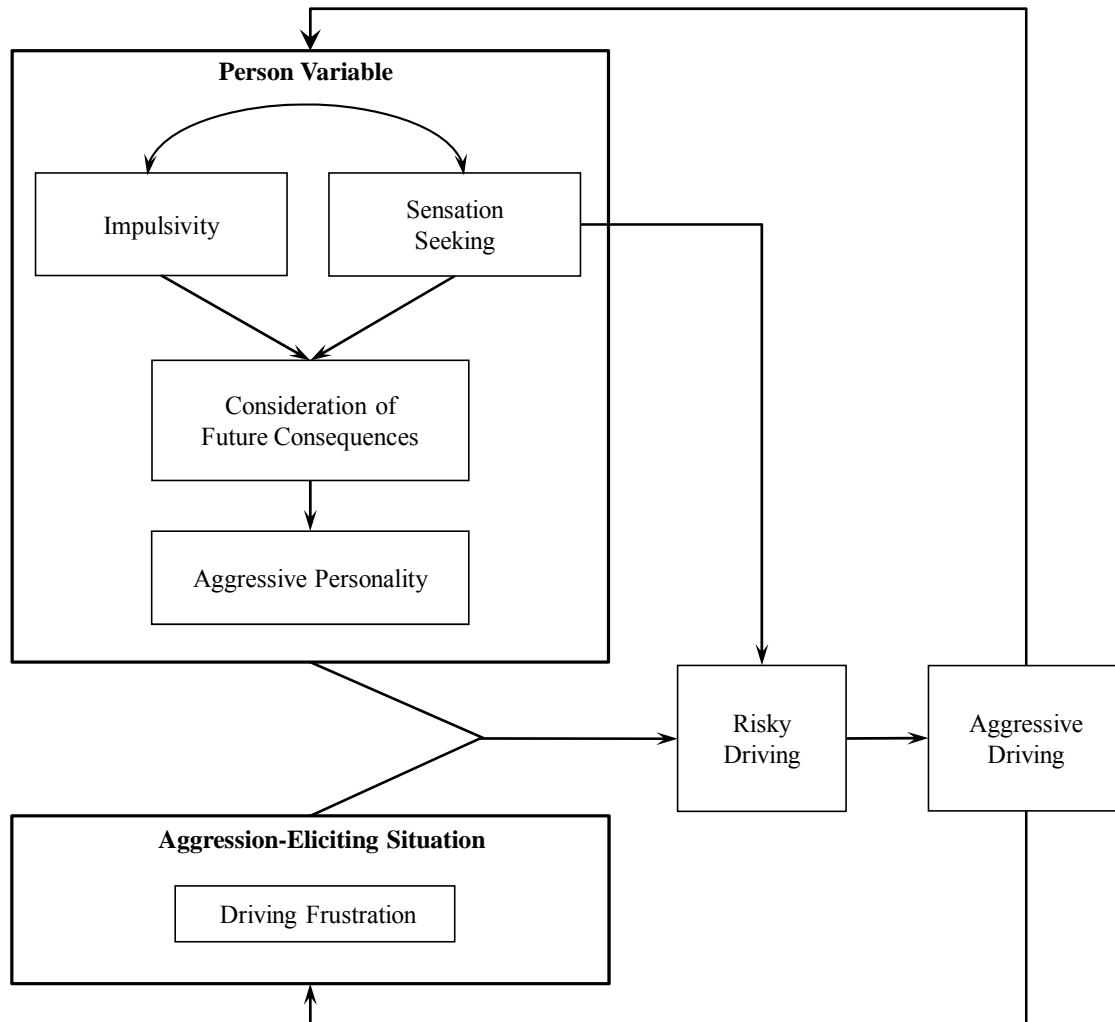 Person Variable
Impulsivity
Sensation
Seeking
Consideration of
Future Consequences
Aggressive Personality
Risky
Driving
Aggressive
Driving
Aggression-Eliciting Situation
Driving Frustration